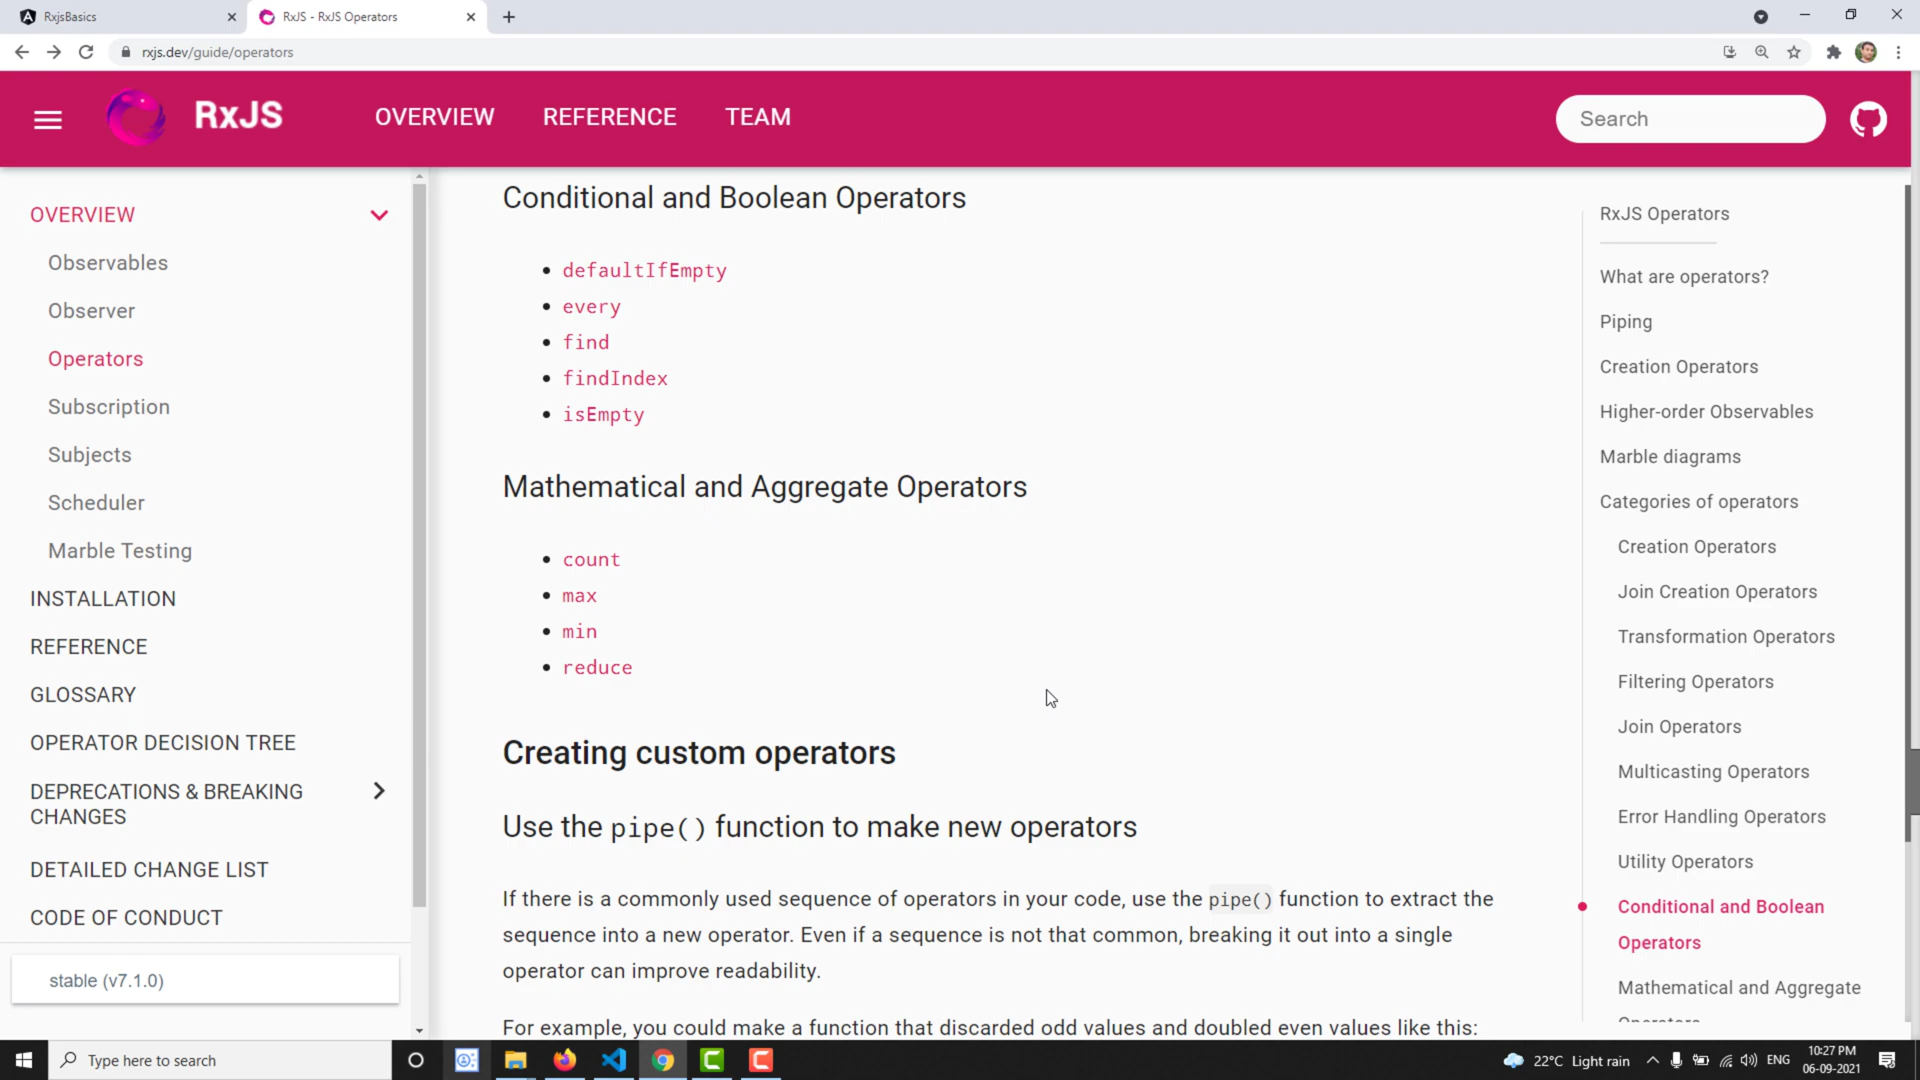 RxjsBasics
RxJS - RxJS Operators
rxjs.dev/guide/operators
RxJS
OVERVIEW
REFERENCE
TEAM
Search
OVERVIEW
Observables
Observer
Operators
Subscription
Subjects
Scheduler
Marble Testing
INSTALLATION
REFERENCE
GLOSSARY
OPERATOR DECISION TREE
DEPRECATIONS & BREAKING
CHANGES
DETAILED CHANGE LIST
CODE OF CONDUCT
stable (v7.1.0)
Conditional and Boolean Operators
defaultIfEmpty
every
find
findIndex
isEmpty
Mathematical and Aggregate Operators
count
max
min
reduce
Creating custom operators
Use the pipe() function to make new operators
If there is a commonly used sequence of operators in your code, use the pipe() function to extract the
sequence into a new operator. Even if a sequence is not that common, breaking it out into a single
operator can improve readability.
For example, you could make a function that discarded odd values and doubled even values like this:
RxJS Operators
What are operators?
Piping
Creation Operators
Higher-order Observables
Marble diagrams
Categories of operators
Creation Operators
Join Creation Operators
Transformation Operators
Filtering Operators
Join Operators
Multicasting Operators
Error Handling Operators
Utility Operators
Conditional and Boolean
Operators
Mathematical and Aggregate
Operators
Type here to search
22°C Light rain
ENG
10:27 PM
06-09-2021